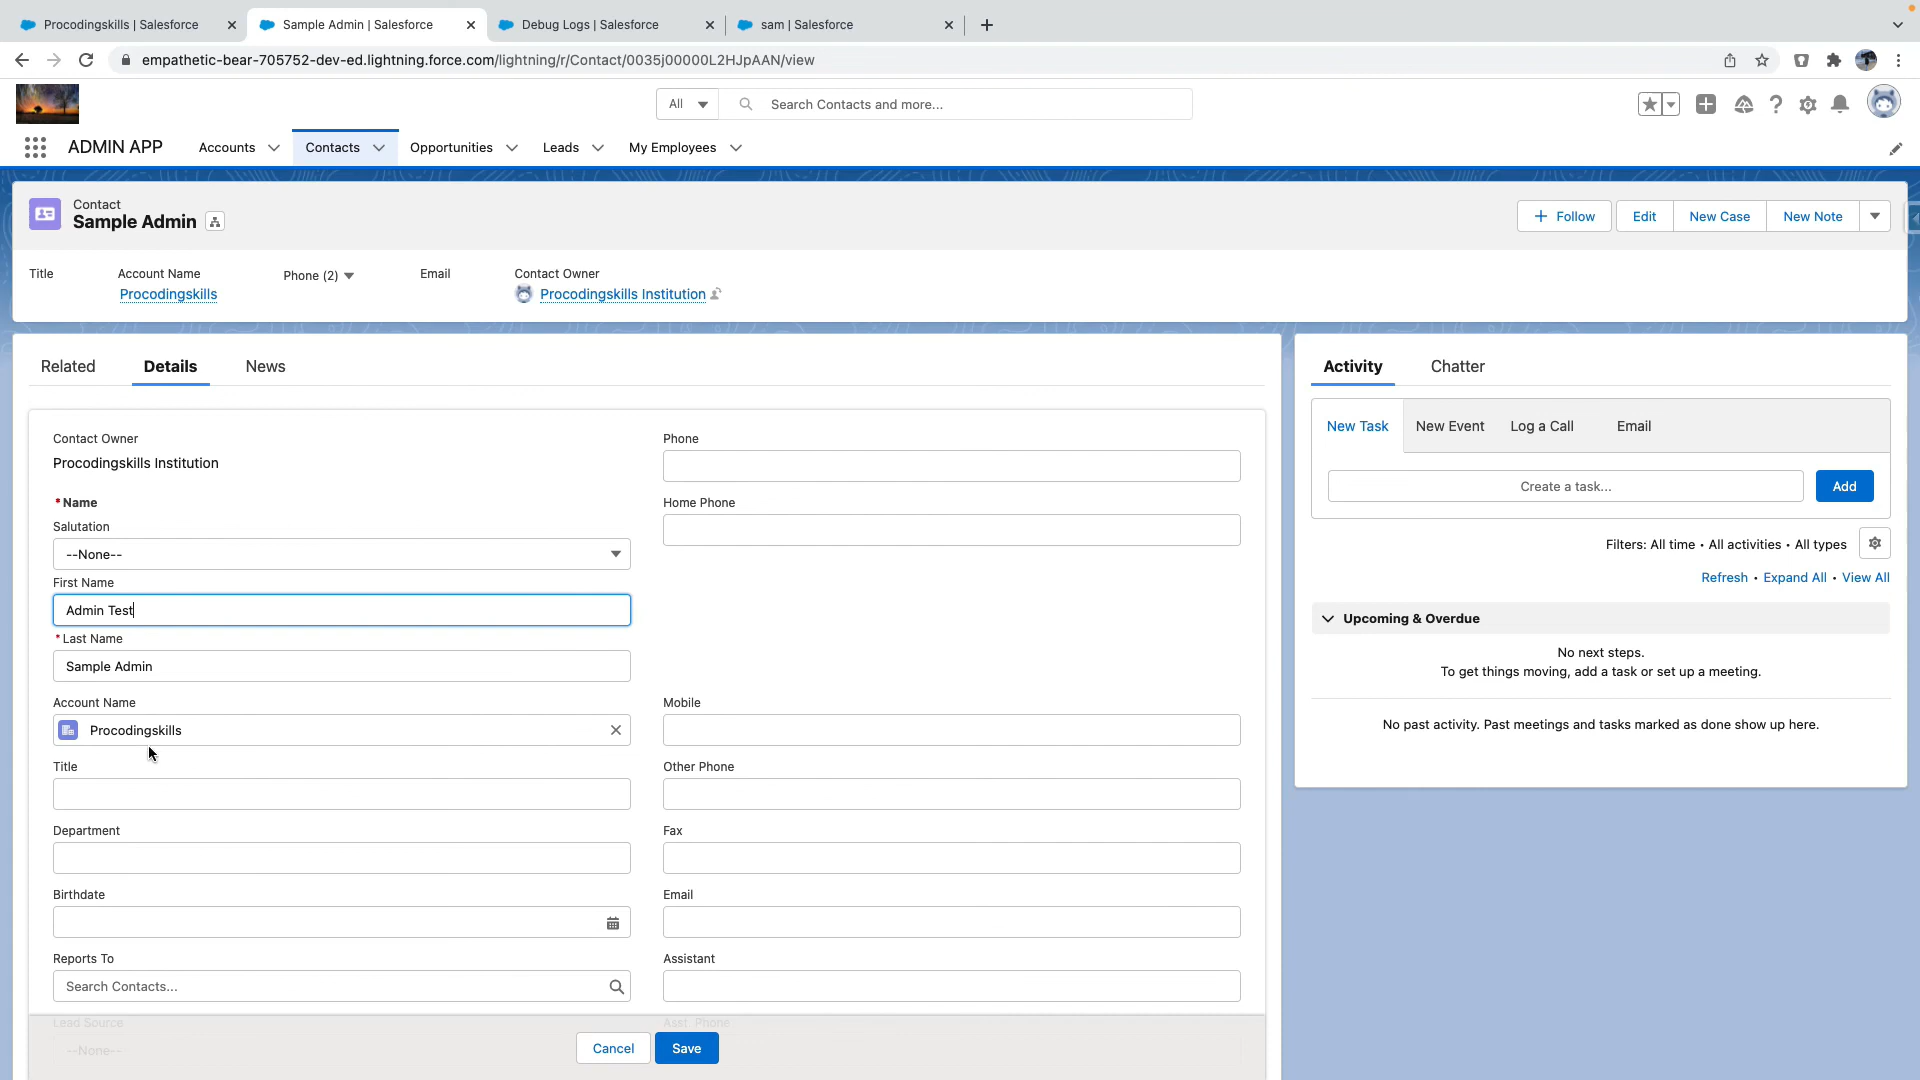 Procodingskills | Salesforce
Sample Admin | Salesforce
Debug Logs | Salesforce
sam | Salesforce
empathetic-bear-705752-dev-ed.lightning.force.com/lightning/r/Contact/0035j00000L2HJpAAN/view
All
Search Contacts and more...
ADMIN APP
Accounts
Contacts
Opportunities
Leads
My Employees
Contact
Sample Admin
Follow
Edit
New Case
New Note
Title
Account Name
Phone (2)
Email
Contact Owner
Procodingskills
Procodingskills Institution
Related
Details
News
Contact Owner
Procodingskills Institution
*Name
Salutation
--None--
First Name
Admin Test
*Last Name
Sample Admin
Account Name
Procodingskills
Title
Department
Birthdate
Reports To
Search Contacts...
Lead Source
--None--
Phone
Home Phone
Mobile
Other Phone
Fax
Email
Assistant
Asst. Phone
Cancel
Save
Activity
Chatter
New Task
New Event
Log a Call
Email
Create a task...
Add
Filters: All time • All activities • All types
Refresh • Expand All • View All
Upcoming & Overdue
No next steps.
To get things moving, add a task or set up a meeting.
No past activity. Past meetings and tasks marked as done show up here.